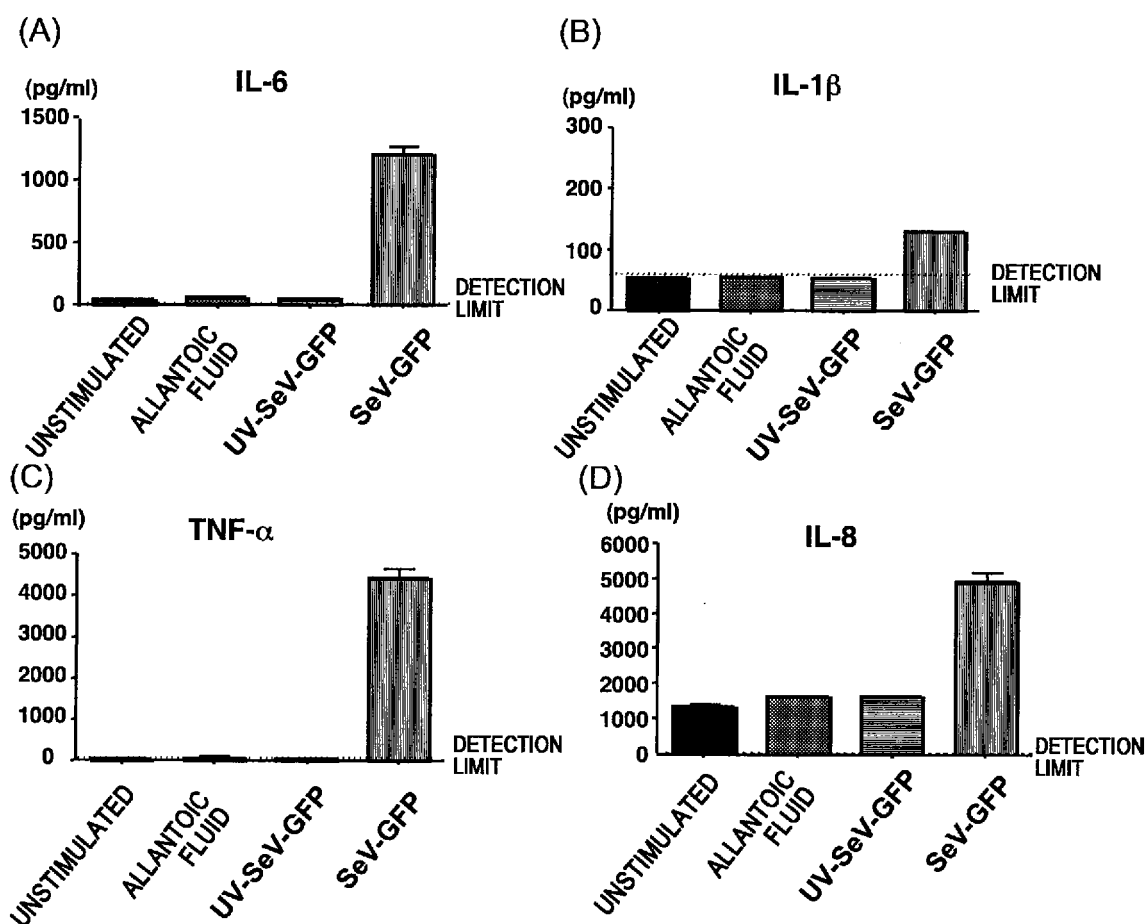 (A)
IL-6
(pg/ml)
1500
1000
500
0
DETECTION
LIMIT
UNSTIMULATED
ALLANTOIC
FLUID
UV-SeV-GFP
SeV-GFP
(B)
IL-1β
(pg/ml)
300
200
100
0
DETECTION
LIMIT
UNSTIMULATED
ALLANTOIC
FLUID
UV-SeV-GFP
SeV-GFP
(C)
TNF-α
(pg/ml)
5000
4000
3000
2000
1000
0
DETECTION
LIMIT
UNSTIMULATED
ALLANTOIC
FLUID
UV-SeV-GFP
SeV-GFP
(D)
IL-8
(pg/ml)
6000
5000
4000
3000
2000
1000
0
DETECTION
LIMIT
UNSTIMULATED
ALLANTOIC
FLUID
UV-SeV-GFP
SeV-GFP